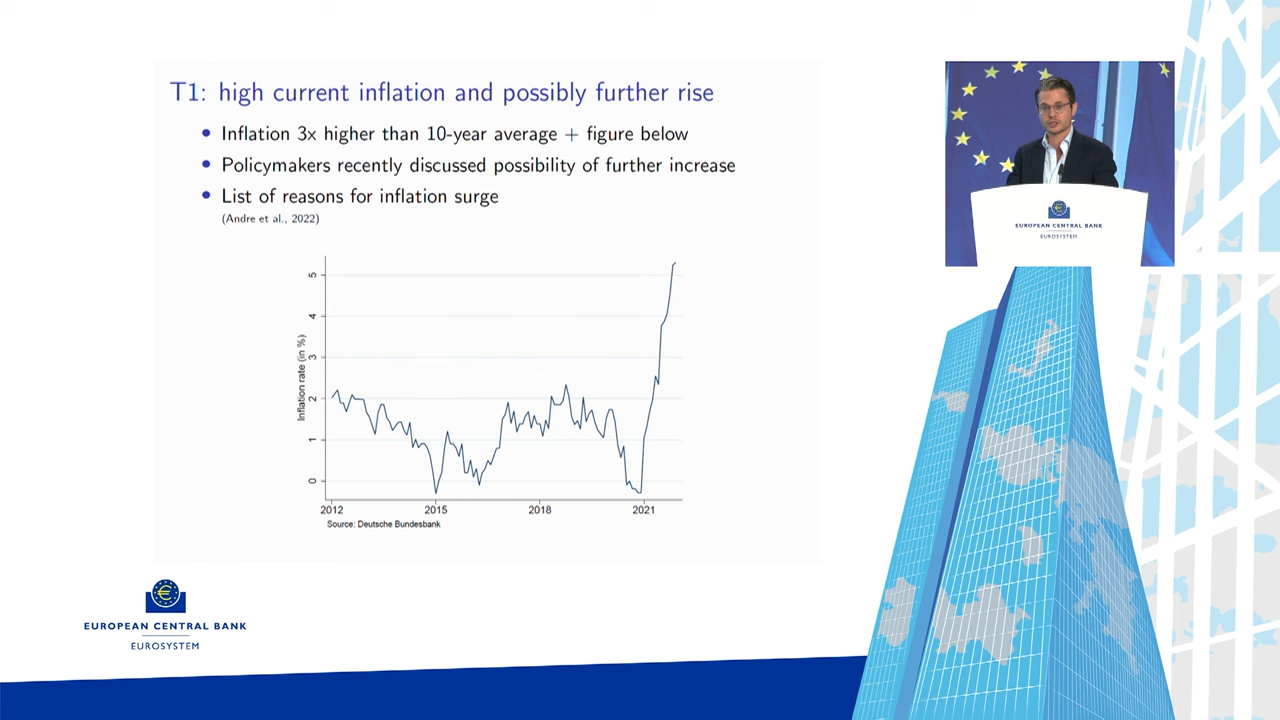 T1: high current inflation and possibly further rise
Inflation 3x higher than 10-year average + figure below
Policymakers recently discussed possibility of further increase
List of reasons for inflation surge
(Andre et al., 2022)
Inflation rate (in %)
5
4
3
2
1
0
2012 2015 2018 2021
Source: Deutsche Bundesbank
EUROPEAN CENTRAL BANK
EUROSYSTEM
EUROPEAN CENTRAL BANK
EUROSYSTEM